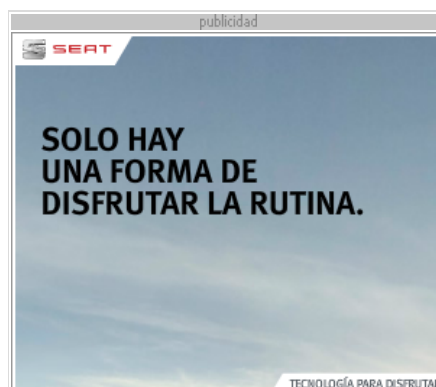 publicidad
SEAT
SOLO HAY
UNA FORMA DE
DISFRUTAR LA RUTINA.
TECNOLOGÍA PARA DISFRUTAR